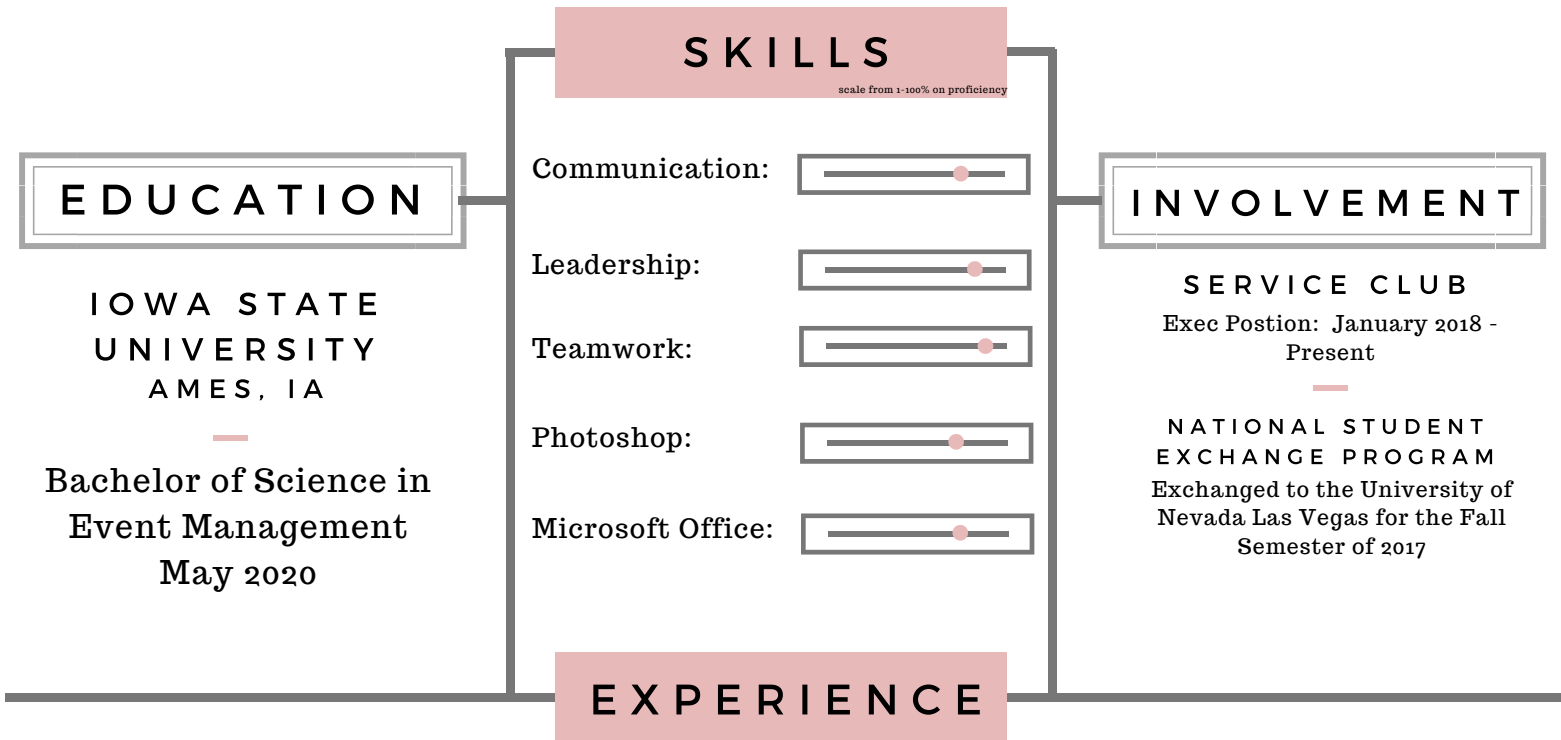 SKILLS
scale from 1-100% on proficiency
EDUCATION
IOWA STATE
UNIVERSITY
AMES, IA
Bachelor of Science in
Event Management
May 2020
Communication:
Leadership:
Teamwork:
Photoshop:
Microsoft Office:
INVOLVEMENT
SERVICE CLUB
Exec Postion: January 2018 -
Present
NATIONAL STUDENT
EXCHANGE PROGRAM
Exchanged to the University of
Nevada Las Vegas for the Fall
Semester of 2017
EXPERIENCE